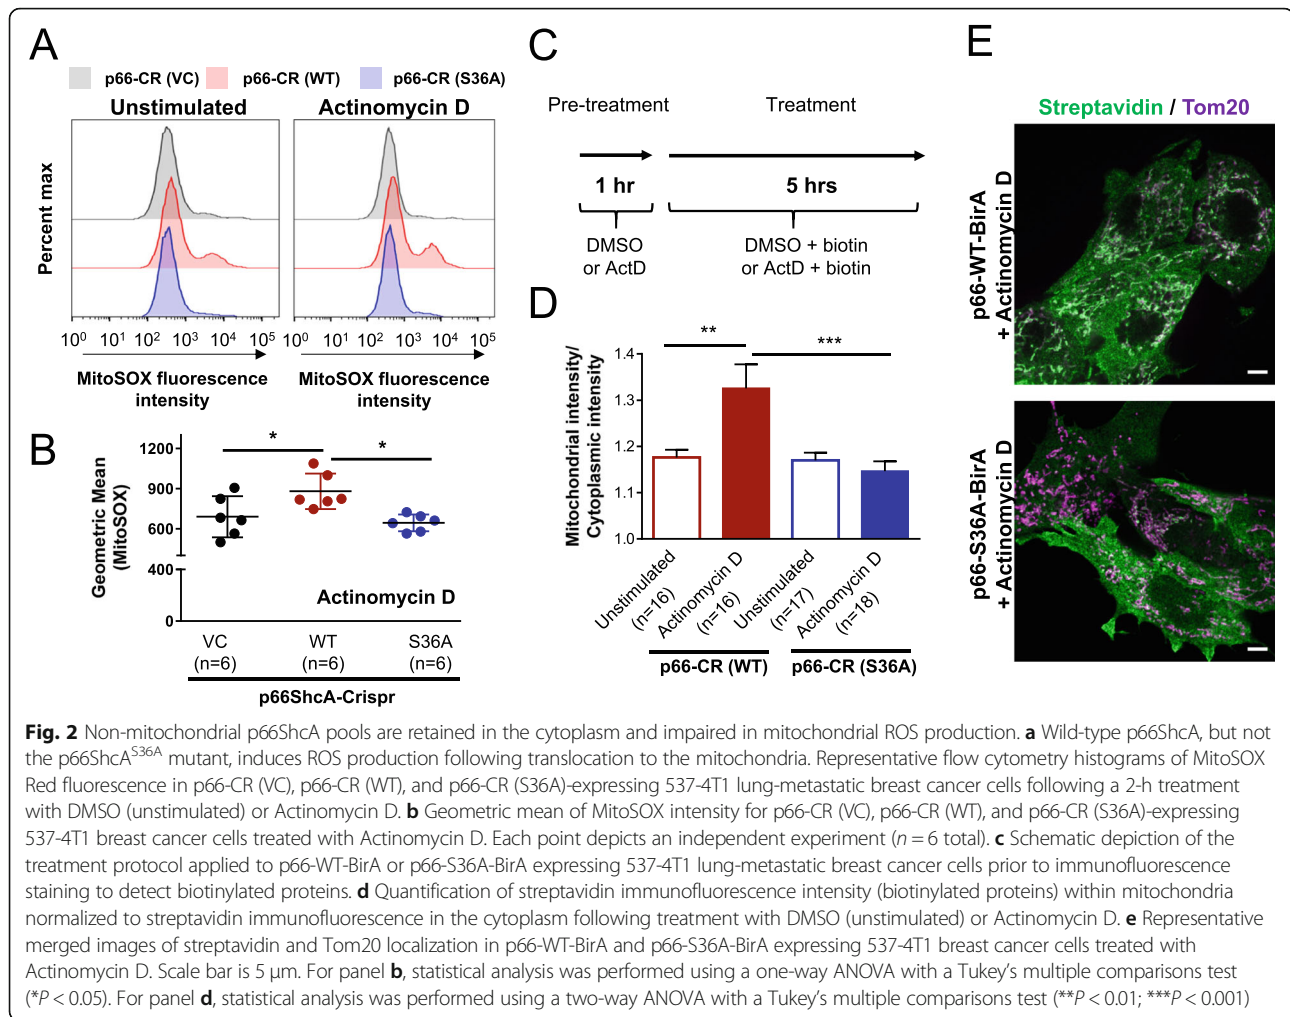 A
p66-CR (VC) p66-CR (WT) p66-CR (S36A)
Unstimulated Actinomycin D
Percent max
10⁰ 10¹ 10² 10³ 10⁴ 10⁵ 10⁰ 10¹ 10² 10³ 10⁴ 10⁵
MitoSOX fluorescence
intensity
MitoSOX fluorescence
intensity
B
Geometric Mean
(MitoSOX)
1200
900
600
400
0
* *
Actinomycin D
VC WT S36A
(n=6) (n=6) (n=6)
p66ShcA-Crispr
C
Pre-treatment Treatment
1 hr 5 hrs
DMSO
or ActD
DMSO + biotin
or ActD + biotin
D
Mitochondrial intensity/
Cytoplasmic intensity
1.4
1.3
1.2
1.1
1.0
** ***
Unstimulated
(n=16)
Actinomycin D
(n=16)
Unstimulated
(n=17)
Actinomycin D
(n=18)
p66-CR (WT) p66-CR (S36A)
E
Streptavidin / Tom20
p66-WT-BirA
+ Actinomycin D
p66-S36A-BirA
+ Actinomycin D
Fig. 2 Non-mitochondrial p66ShcA pools are retained in the cytoplasm and impaired in mitochondrial ROS production. a Wild-type p66ShcA, but not
the p66ShcA^S36A mutant, induces ROS production following translocation to the mitochondria. Representative flow cytometry histograms of MitoSOX
Red fluorescence in p66-CR (VC), p66-CR (WT), and p66-CR (S36A)-expressing 537-4T1 lung-metastatic breast cancer cells following a 2-h treatment
with DMSO (unstimulated) or Actinomycin D. b Geometric mean of MitoSOX intensity for p66-CR (VC), p66-CR (WT), and p66-CR (S36A)-expressing
537-4T1 breast cancer cells treated with Actinomycin D. Each point depicts an independent experiment (n = 6 total). c Schematic depiction of the
treatment protocol applied to p66-WT-BirA or p66-S36A-BirA expressing 537-4T1 lung-metastatic breast cancer cells prior to immunofluorescence
staining to detect biotinylated proteins. d Quantification of streptavidin immunofluorescence intensity (biotinylated proteins) within mitochondria
normalized to streptavidin immunofluorescence in the cytoplasm following treatment with DMSO (unstimulated) or Actinomycin D. e Representative
merged images of streptavidin and Tom20 localization in p66-WT-BirA and p66-S36A-BirA expressing 537-4T1 breast cancer cells treated with
Actinomycin D. Scale bar is 5 μm. For panel b, statistical analysis was performed using a one-way ANOVA with a Tukey's multiple comparisons test
(*P < 0.05). For panel d, statistical analysis was performed using a two-way ANOVA with a Tukey's multiple comparisons test (**P < 0.01; ***P < 0.001)